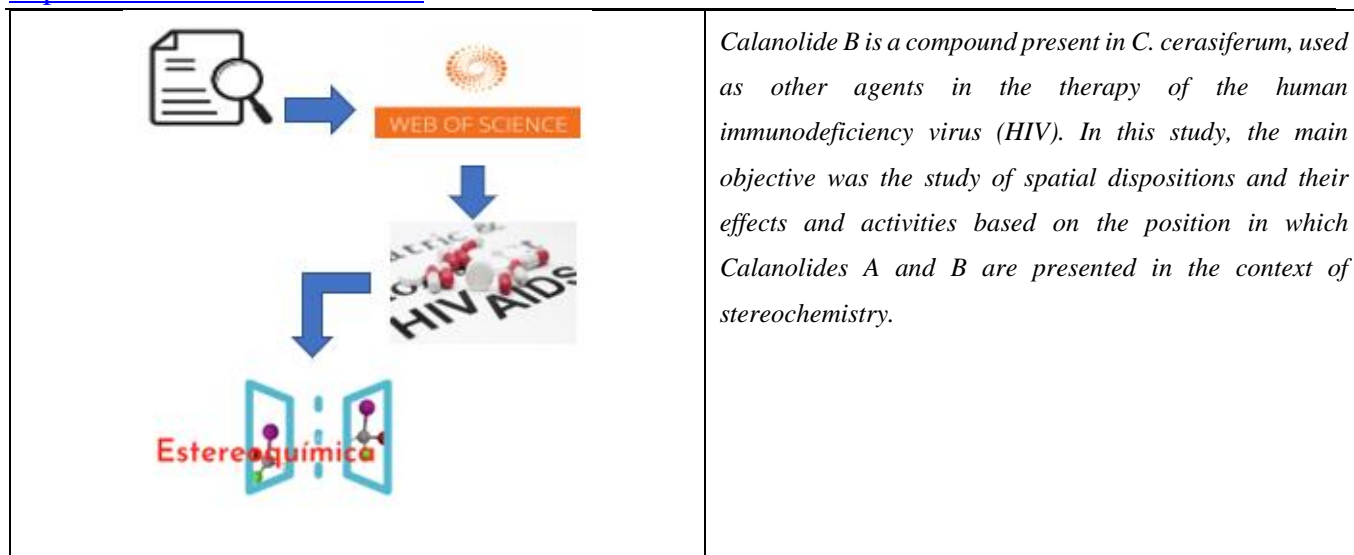 WEB OF SCIENCE
HIV AIDS
Estereoquímica
Calanolide B is a compound present in C. cerasiferum, used
as other agents in the therapy of the human
immunodeficiency virus (HIV). In this study, the main
objective was the study of spatial dispositions and their
effects and activities based on the position in which
Calanolides A and B are presented in the context of
stereochemistry.